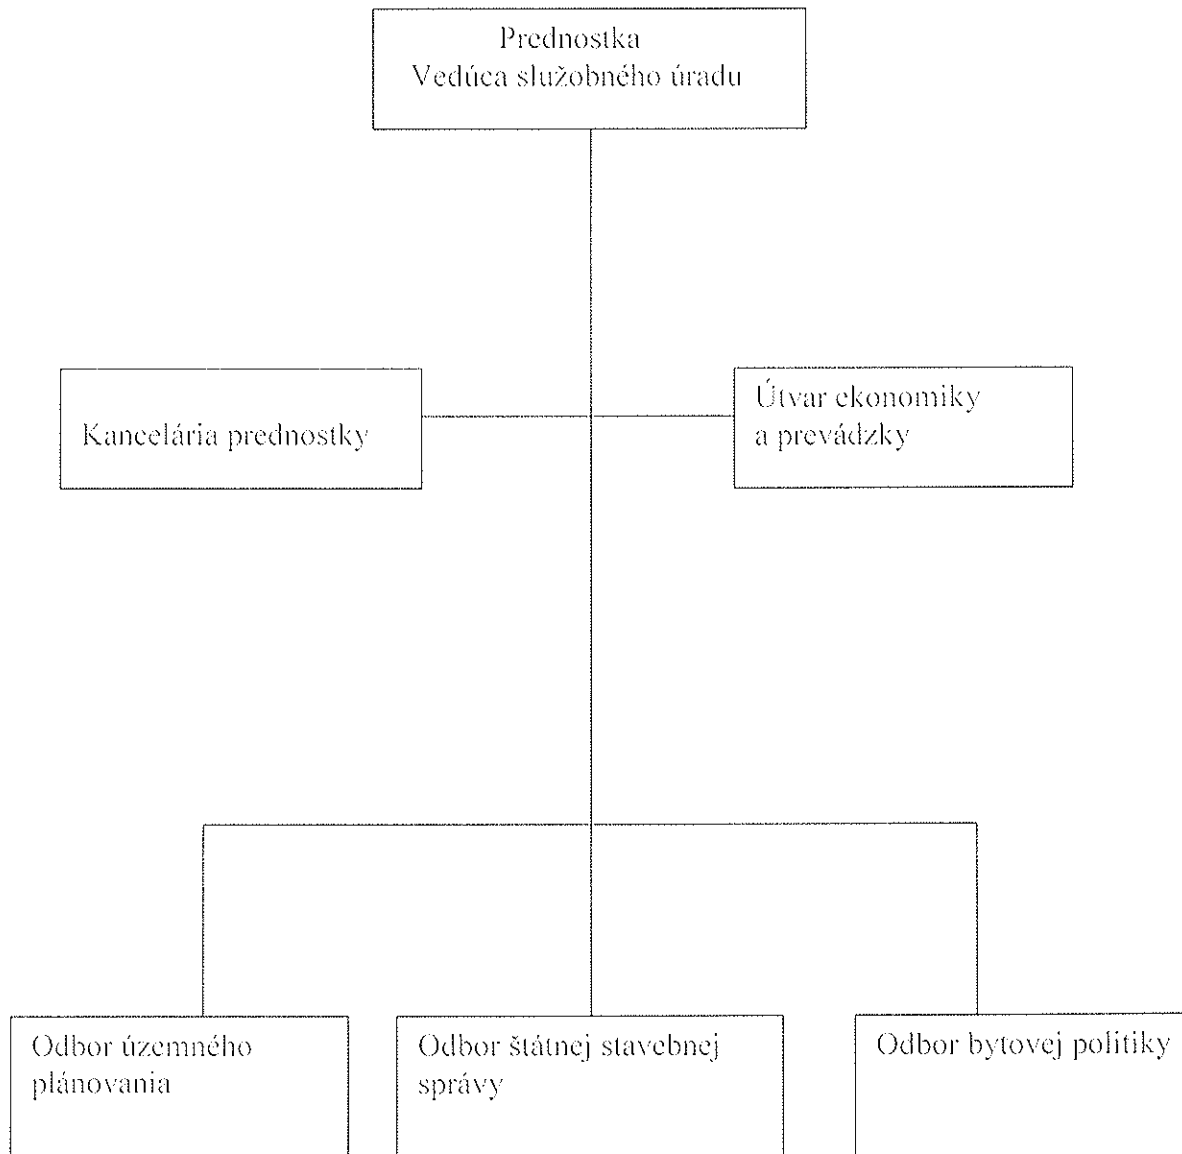 Prednostka
Vedúca služobného úradu
Kancelária prednostky
Útvar ekonomiky
a prevádzky
Odbor územného
plánovania
Odbor štátnej stavebnej
správy
Odbor bytovej politiky